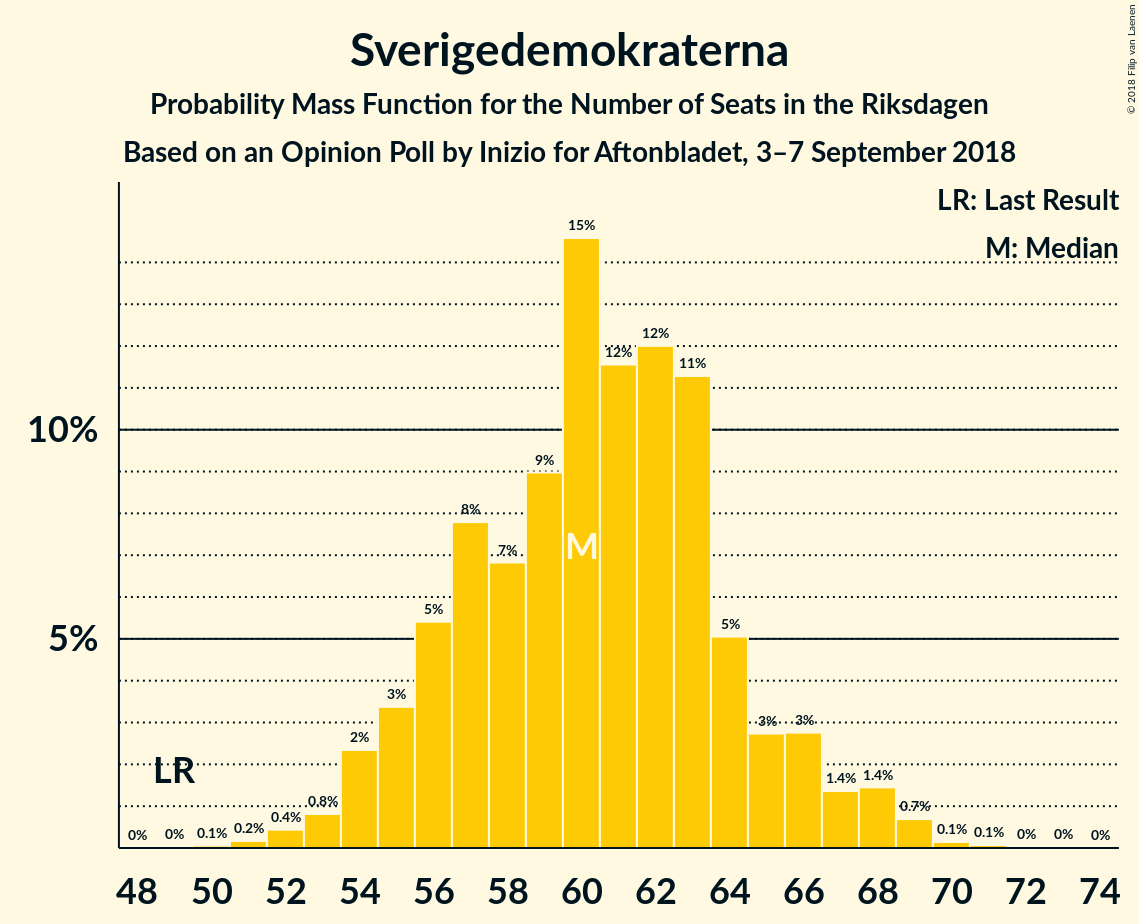 Sverigedemokraterna
Probability Mass Function for the Number of Seats in the Riksdagen
Based on an Opinion Poll by Inizio for Aftonbladet, 3–7 September 2018
© 2018 Filip van Laenen
LR: Last Result
M: Median
10%
5%
0% 0% 0.1% 0.2% 0.4% 0.8% 2% 3% 5% 8% 7% 9% 15% 12% 12% 11% 5% 3% 3% 1.4% 1.4% 0.7% 0.1% 0.1% 0% 0% 0%
M
LR
48 50 52 54 56 58 60 62 64 66 68 70 72 74